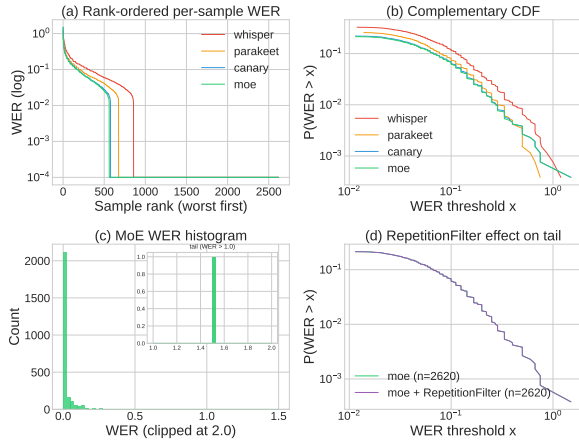 (a) Rank-ordered per-sample WER
WER (log)
10⁰
10⁻¹
10⁻²
10⁻³
10⁻⁴
whisper
parakeet
canary
moe
0 500 1000 1500 2000 2500
Sample rank (worst first)
(b) Complementary CDF
P(WER > x)
10⁻¹
10⁻²
10⁻³
whisper
parakeet
canary
moe
10⁻² 10⁻¹ 10⁰
WER threshold x
(c) MoE WER histogram
Count
2000
1500
1000
500
0
tail (WER > 1.0)
1.0
0.8
0.6
0.4
0.2
0.0
1.0 1.2 1.4 1.6 1.8 2.0
0.0 0.5 1.0 1.5
WER (clipped at 2.0)
(d) RepetitionFilter effect on tail
P(WER > x)
10⁻¹
10⁻²
10⁻³
moe (n=2620)
moe + RepetitionFilter (n=2620)
10⁻² 10⁻¹ 10⁰
WER threshold x